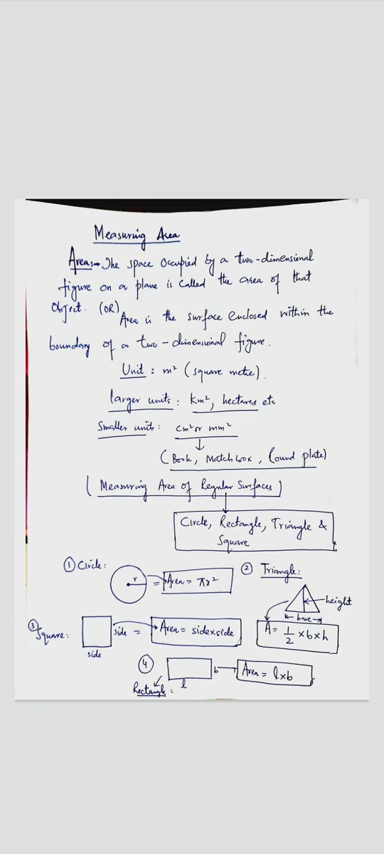 Measuring Area
Area:→ The space occupied by a two-dimensional
figure on a plane is called the area of that
Object. (OR)
Area is the surface enclosed within the
boundary of a two-dimensional figure.
Unit : m² (square metre).
larger units : km², hectares etc
Smaller units : cm² or mm²
(Book, Matchbox, (ound plate)
(Measuring Area of Regular Surfaces)
Circle, Rectangle, Triangle &
Square
① Circle: r Area = πr²
② Triangle:
height
base
A = 1/2 × b × h
③ Square: side = Area = side×side
side
④ b Area = l×b
Rectangle = l